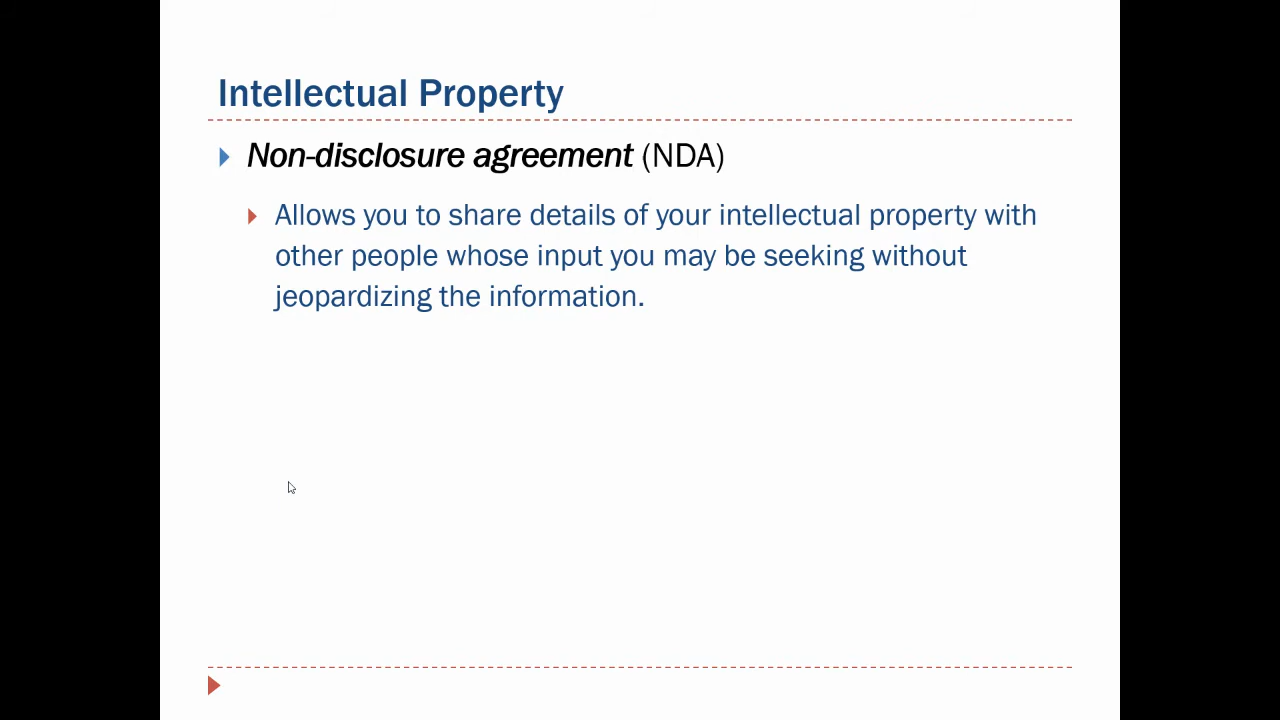 Intellectual Property
Non-disclosure agreement (NDA)
Allows you to share details of your intellectual property with
other people whose input you may be seeking without
jeopardizing the information.